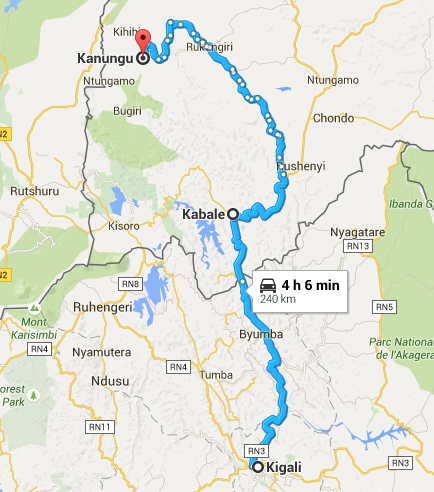 Kihihi
Kanungu
Rukungiri
Ntungamo
Ntungamo
Bugiri
Chondo
Rushenyi
Rutshuru
Kabale
Ibanda G
Kisoro
Nyagatare
RN13
4 h 6 min
240 km
RN8
Ruhengeri
RN5
Mont
Karisimbi
RN4
Byumba
Parc National
de l'Akagera
Nyamutera
RN4
Tumba
Ndusu
orest
Park
RN11
RN3
Kigali
RN3